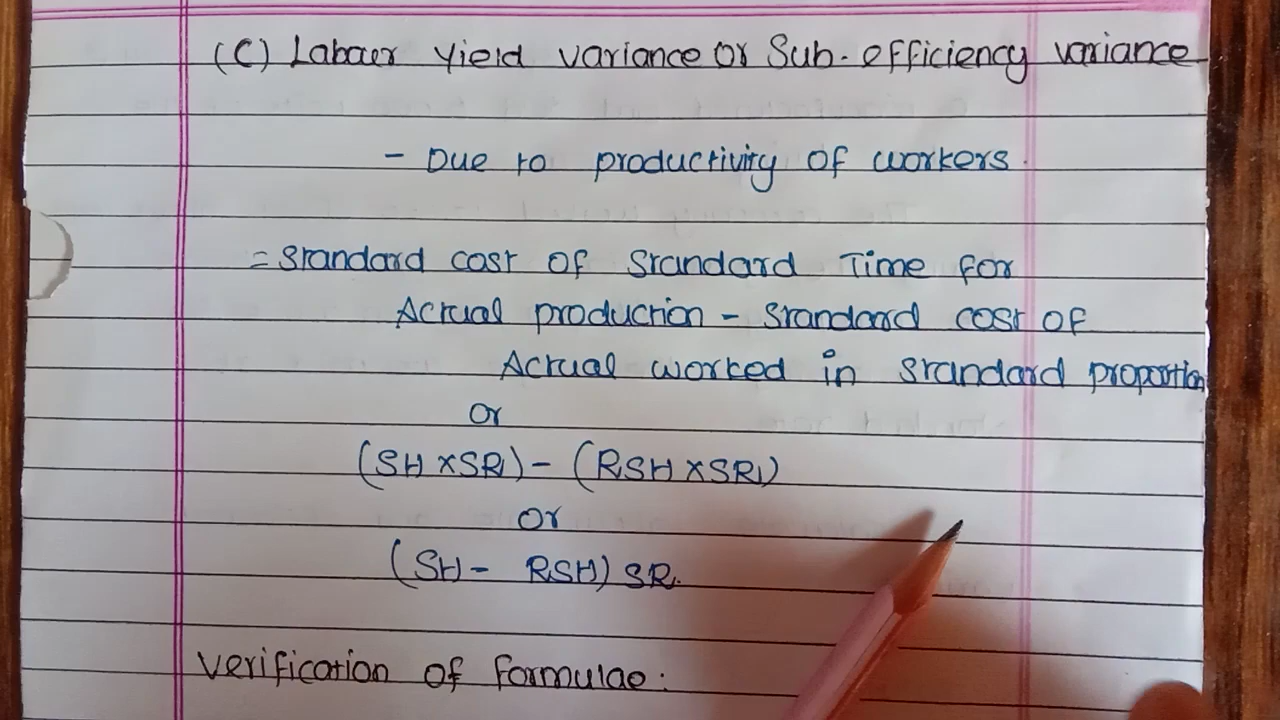 (C) Labour Yield variance or Sub-efficiency variance
- Due to productivity of workers.
= Standard cost of Standard Time for
Actual production - Standard cost of
Actual worked in standard proportion
Or
(SH X SR) - (RSH X SR)
Or
(SH - RSH) SR.
Verification of Formulae: